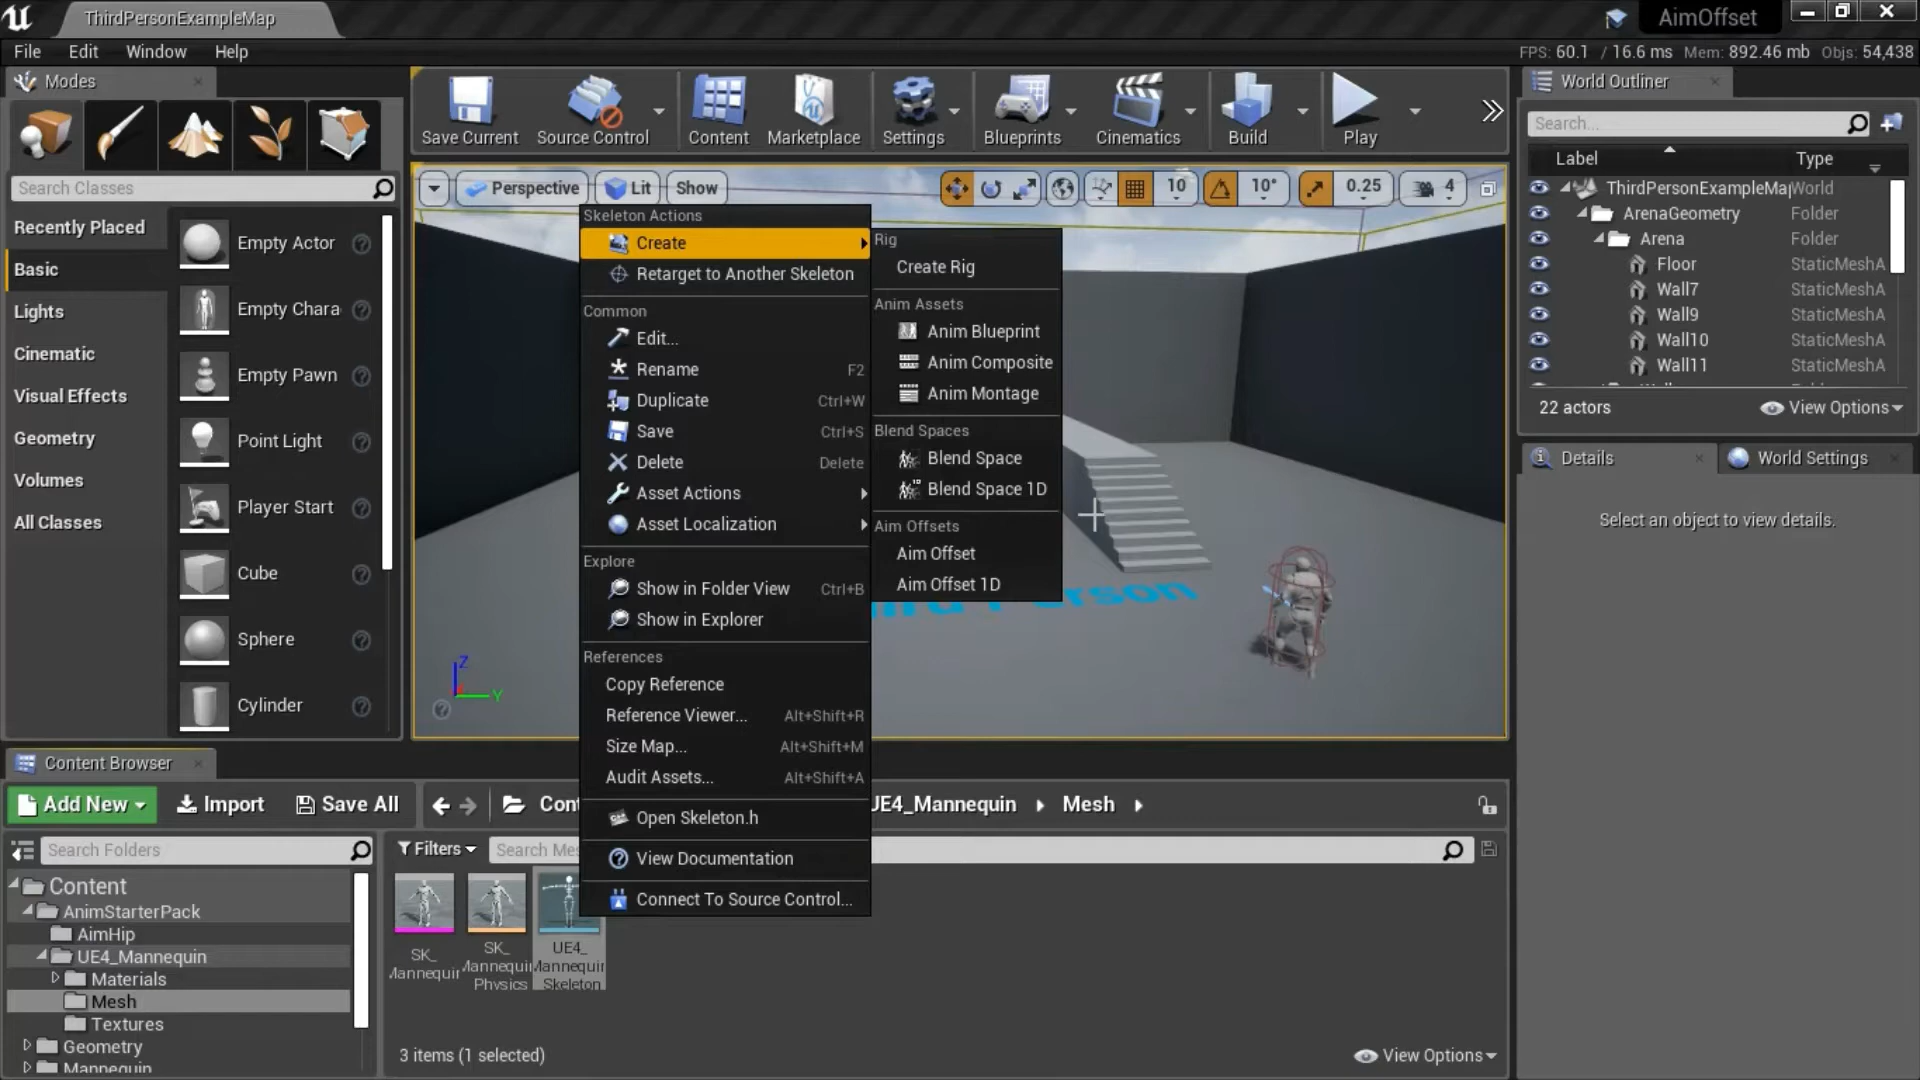 ThirdPersonExampleMap
AimOffset
File Edit Window Help
FPS: 60.1 / 16.6 ms Mem: 892.46 mb Objs: 54,438
Modes
Search Classes
Recently Placed
Basic
Lights
Cinematic
Visual Effects
Geometry
Volumes
All Classes
Empty Actor
Empty Chara
Empty Pawn
Point Light
Player Start
Cube
Sphere
Cylinder
Save Current
Source Control
Content
Marketplace
Settings
Blueprints
Cinematics
Build
Play
Perspective
Lit
Show
10
10°
0.25
4
Skeleton Actions
Create
Retarget to Another Skeleton
Common
Edit...
Rename F2
Duplicate Ctrl+W
Save Ctrl+S
Delete Delete
Asset Actions
Asset Localization
Explore
Show in Folder View Ctrl+B
Show in Explorer
References
Copy Reference
Reference Viewer... Alt+Shift+R
Size Map... Alt+Shift+M
Audit Assets... Alt+Shift+A
Open Skeleton.h
View Documentation
Connect To Source Control...
Rig
Create Rig
Anim Assets
Anim Blueprint
Anim Composite
Anim Montage
Blend Spaces
Blend Space
Blend Space 1D
Aim Offsets
Aim Offset
Aim Offset 1D
Person
Z
Y
World Outliner
Search...
Label Type
ThirdPersonExampleMap World
ArenaGeometry Folder
Arena Folder
Floor StaticMeshA
Wall7 StaticMeshA
Wall9 StaticMeshA
Wall10 StaticMeshA
Wall11 StaticMeshA
22 actors
View Options
Details
World Settings
Select an object to view details.
Content Browser
Add New
Import
Save All
Cont
UE4_Mannequin
Mesh
Search Folders
Filters
Search Mes
Content
AnimStarterPack
AimHip
UE4_Mannequin
Materials
Mesh
Textures
Geometry
Mannequin
SK_
Mannequin
SK_
Mannequin
Physics
UE4_
Mannequin
Skeleton
3 items (1 selected)
View Options